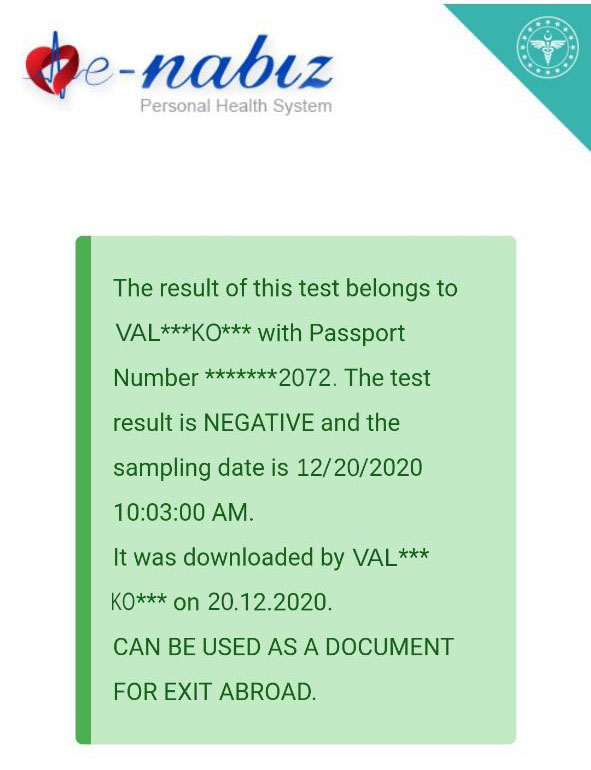 e-nabız
Personal Health System
The result of this test belongs to
VAL***KO*** with Passport
Number *******2072. The test
result is NEGATIVE and the
sampling date is 12/20/2020
10:03:00 AM.
It was downloaded by VAL***
KO*** on 20.12.2020.
CAN BE USED AS A DOCUMENT
FOR EXIT ABROAD.